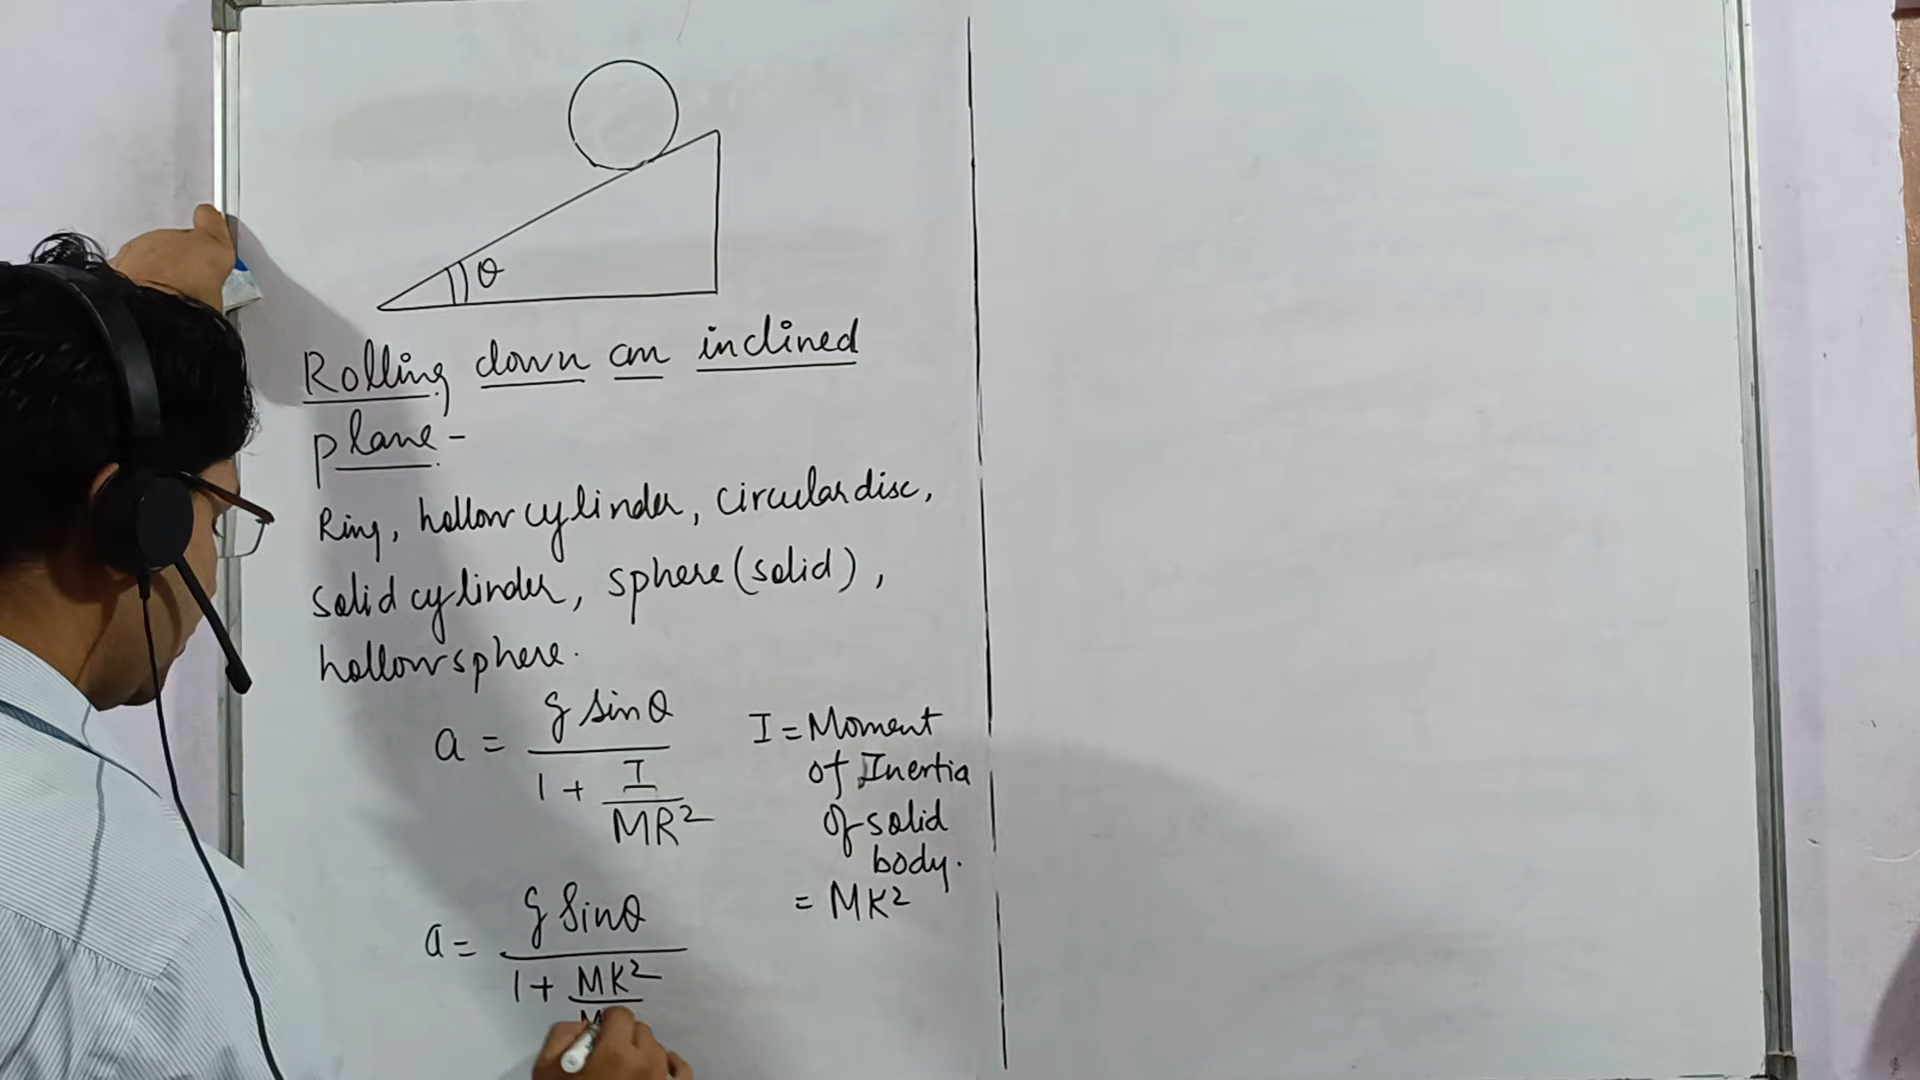 θ
Rolling down an inclined
plane-
Ring, hollow cylinder, circular disc,
solid cylinder, sphere (solid),
hollow sphere.
a = g sinθ
1 + I
MR²
I = Moment
of Inertia
of solid
body.
= MK²
a = g sinθ
1 + MK²
M